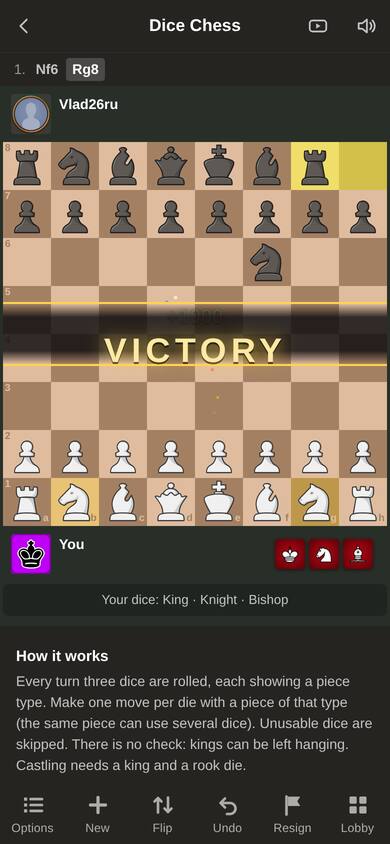 Dice Chess
1. Nf6 Rg8
Vlad26ru
8
7
6
5
3
2
1
a b c d e f g h
VICTORY
You
Your dice: King · Knight · Bishop
How it works
Every turn three dice are rolled, each showing a piece
type. Make one move per die with a piece of that type
(the same piece can use several dice). Unusable dice are
skipped. There is no check: kings can be left hanging.
Castling needs a king and a rook die.
Options New Flip Undo Resign Lobby